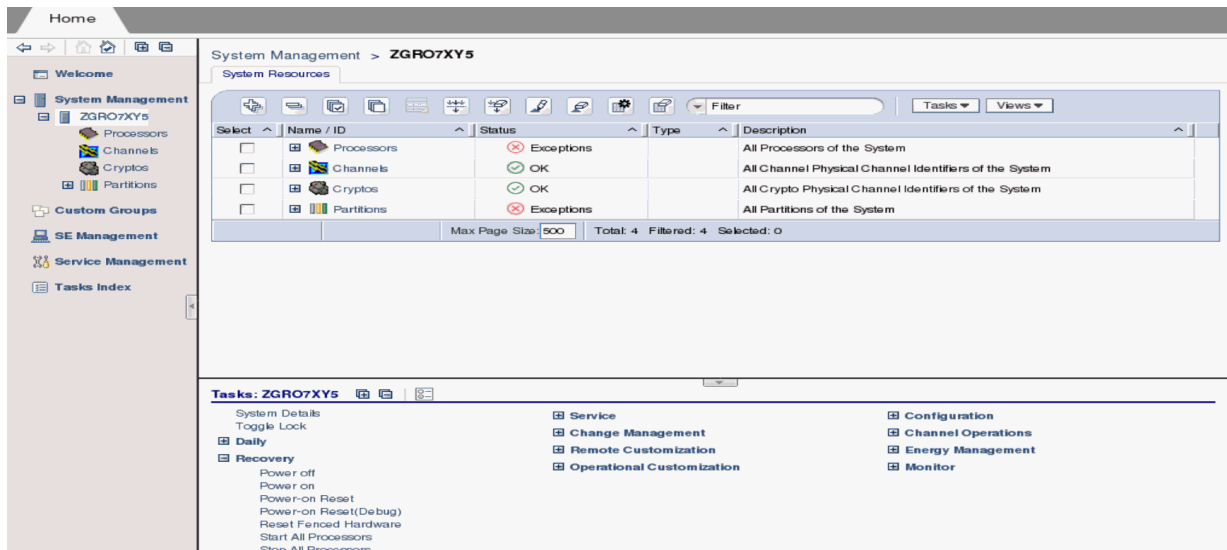 Home
System Management > ZGRO7XY5
System Resources
Welcome
System Management
ZGRO7XY5
Processors
Channels
Cryptos
Partitions
Custom Groups
SE Management
Service Management
Tasks Index
Filter
Tasks
Views
Select Name / ID Status Type Description
Processors Exceptions All Processors of the System
Channels OK All Channel Physical Channel Identifiers of the System
Cryptos OK All Crypto Physical Channel Identifiers of the System
Partitions Exceptions All Partitions of the System
Max Page Size: 500 Total: 4 Filtered: 4 Selected: 0
Tasks: ZGRO7XY5
System Details
Toggle Lock
Daily
Recovery
Power off
Power on
Power-on Reset
Power-on Reset(Debug)
Reset Fenced Hardware
Start All Processors
Stop All Processors
Service
Change Management
Remote Customization
Operational Customization
Configuration
Channel Operations
Energy Management
Monitor